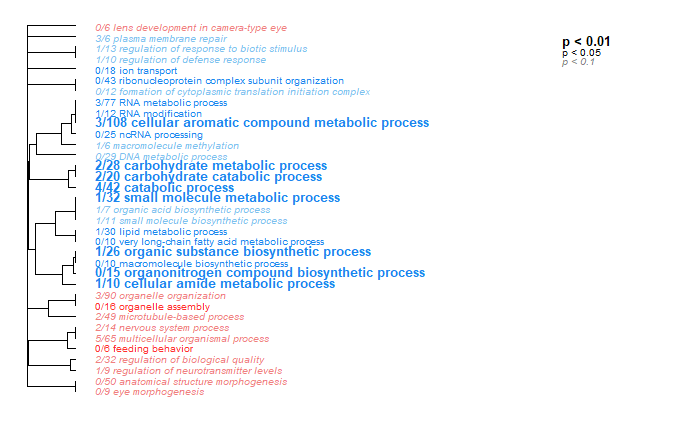 0/6 lens development in camera-type eye
3/6 plasma membrane repair
1/13 regulation of response to biotic stimulus
1/10 regulation of defense response
0/18 ion transport
0/43 ribonucleoprotein complex subunit organization
0/12 formation of cytoplasmic translation initiation complex
3/77 RNA metabolic process
1/12 RNA modification
3/108 cellular aromatic compound metabolic process
0/25 ncRNA processing
1/6 macromolecule methylation
0/29 DNA metabolic process
2/28 carbohydrate metabolic process
2/20 carbohydrate catabolic process
4/42 catabolic process
1/32 small molecule metabolic process
1/7 organic acid biosynthetic process
1/11 small molecule biosynthetic process
1/30 lipid metabolic process
0/10 very long-chain fatty acid metabolic process
1/26 organic substance biosynthetic process
0/10 macromolecule biosynthetic process
0/15 organonitrogen compound biosynthetic process
1/10 cellular amide metabolic process
3/90 organelle organization
0/16 organelle assembly
2/49 microtubule-based process
2/14 nervous system process
5/65 multicellular organismal process
0/6 feeding behavior
2/32 regulation of biological quality
1/9 regulation of neurotransmitter levels
0/50 anatomical structure morphogenesis
0/9 eye morphogenesis
p < 0.01
p < 0.05
p < 0.1